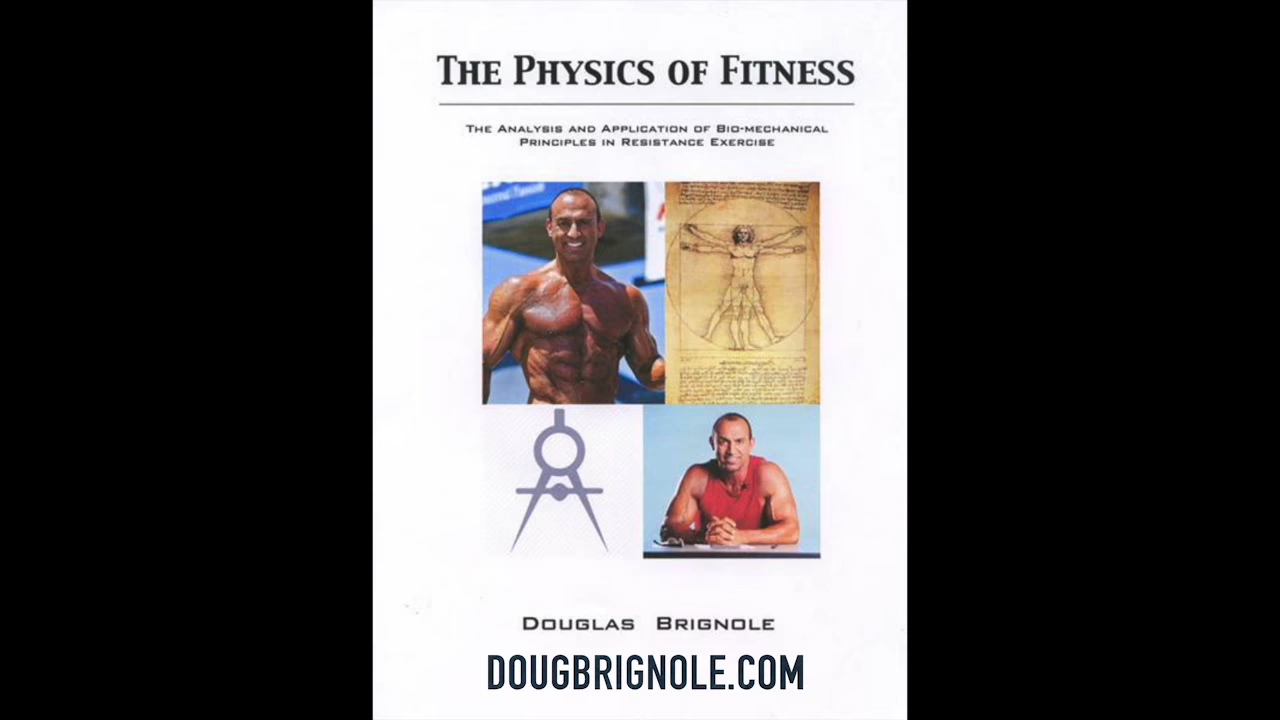 The Physics of Fitness
The Analysis and Application of Bio-mechanical
Principles in Resistance Exercise
Douglas Brignole
DOUGBRIGNOLE.COM